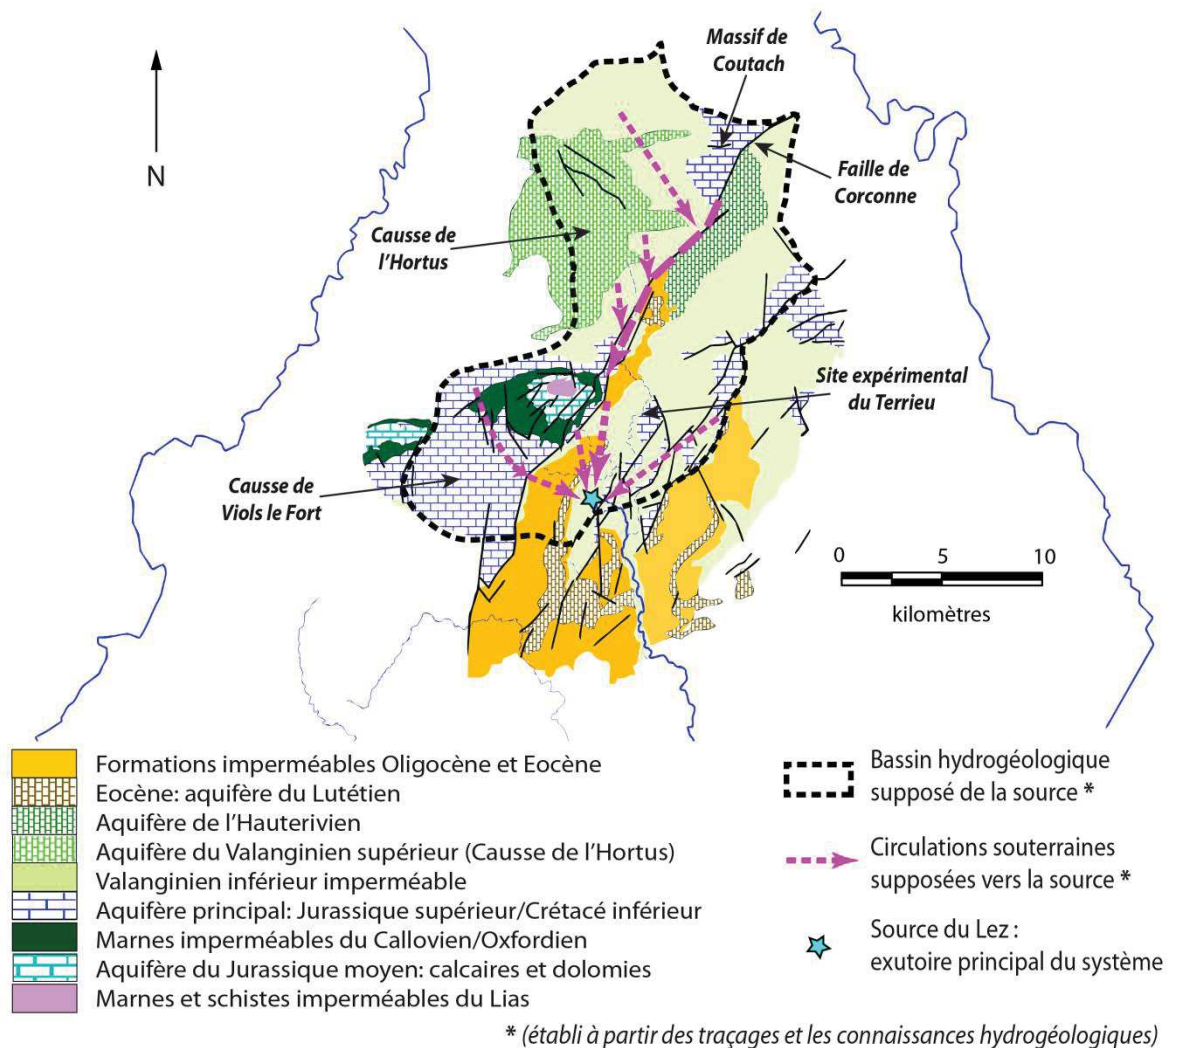 Massif de
Coutach
N
Faille de
Corconne
Causse de
l’Hortus
Site expérimental
du Terrieu
Causse de
Viols le Fort
0 5 10
kilomètres
Formations imperméables Oligocène et Eocène
Eocène: aquifère du Lutétien
Aquifère de l’Hauterivien
Aquifère du Valanginien supérieur (Causse de l’Hortus)
Valanginien inférieur imperméable
Aquifère principal: Jurassique supérieur/Crétacé inférieur
Marnes imperméables du Callovien/Oxfordien
Aquifère du Jurassique moyen: calcaires et dolomies
Marnes et schistes imperméables du Lias
Bassin hydrogéologique
supposé de la source *
Circulations souterraines
supposées vers la source *
Source du Lez :
exutoire principal du système
* (établi à partir des traçages et les connaissances hydrogéologiques)